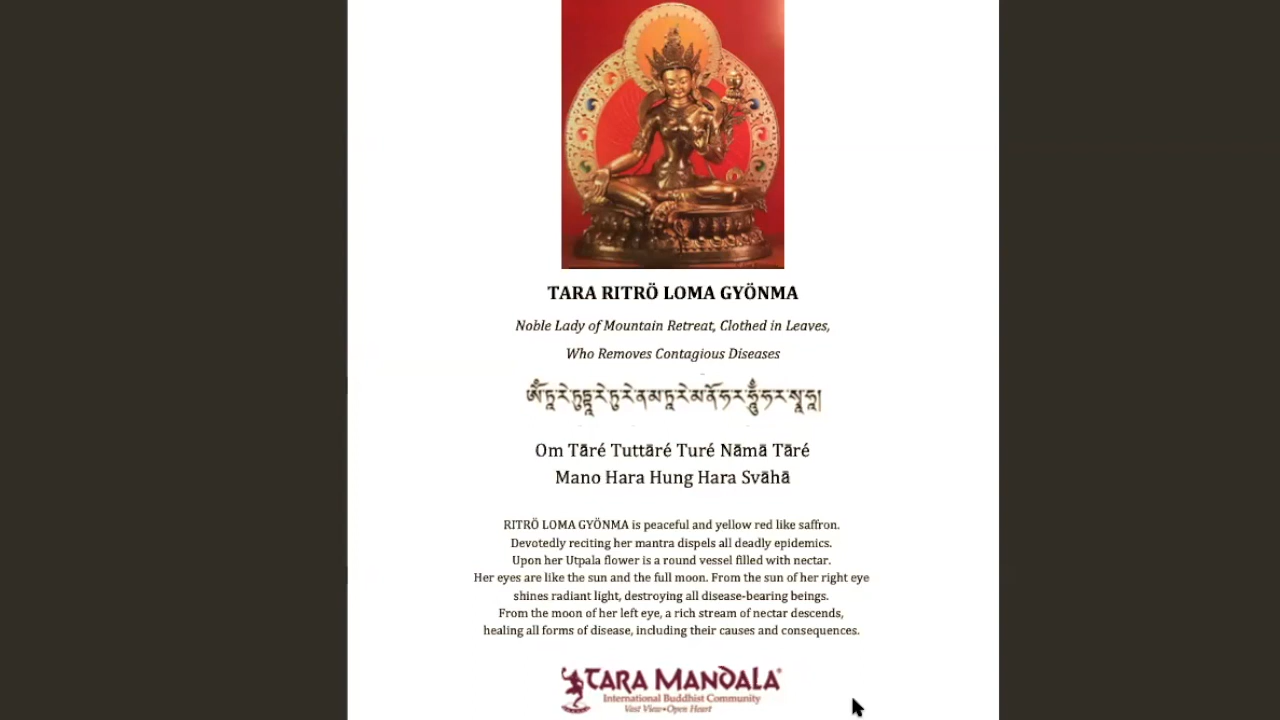 TARA RITRÖ LOMA GYÖNMA
Noble Lady of Mountain Retreat, Clothed in Leaves,
Who Removes Contagious Diseases
ༀཏཱ་རེ་ཏུཏྟཱ་རེ་ཏུ་རེ་ནམ་ཏཱ་རེ་མ་ནོ་ཧ་ར་ཧཱུྃ་ཧ་ར་སྭཱ་ཧཱ།
Om Tāré Tuttāré Turé Nāmā Tāré
Mano Hara Hung Hara Svāhā
RITRÖ LOMA GYÖNMA is peaceful and yellow red like saffron.
Devotedly reciting her mantra dispels all deadly epidemics.
Upon her Utpala flower is a round vessel filled with nectar.
Her eyes are like the sun and the full moon. From the sun of her right eye
shines radiant light, destroying all disease-bearing beings.
From the moon of her left eye, a rich stream of nectar descends,
healing all forms of disease, including their causes and consequences.
TARA MANDALA®
International Buddhist Community
Vast View•Open Heart